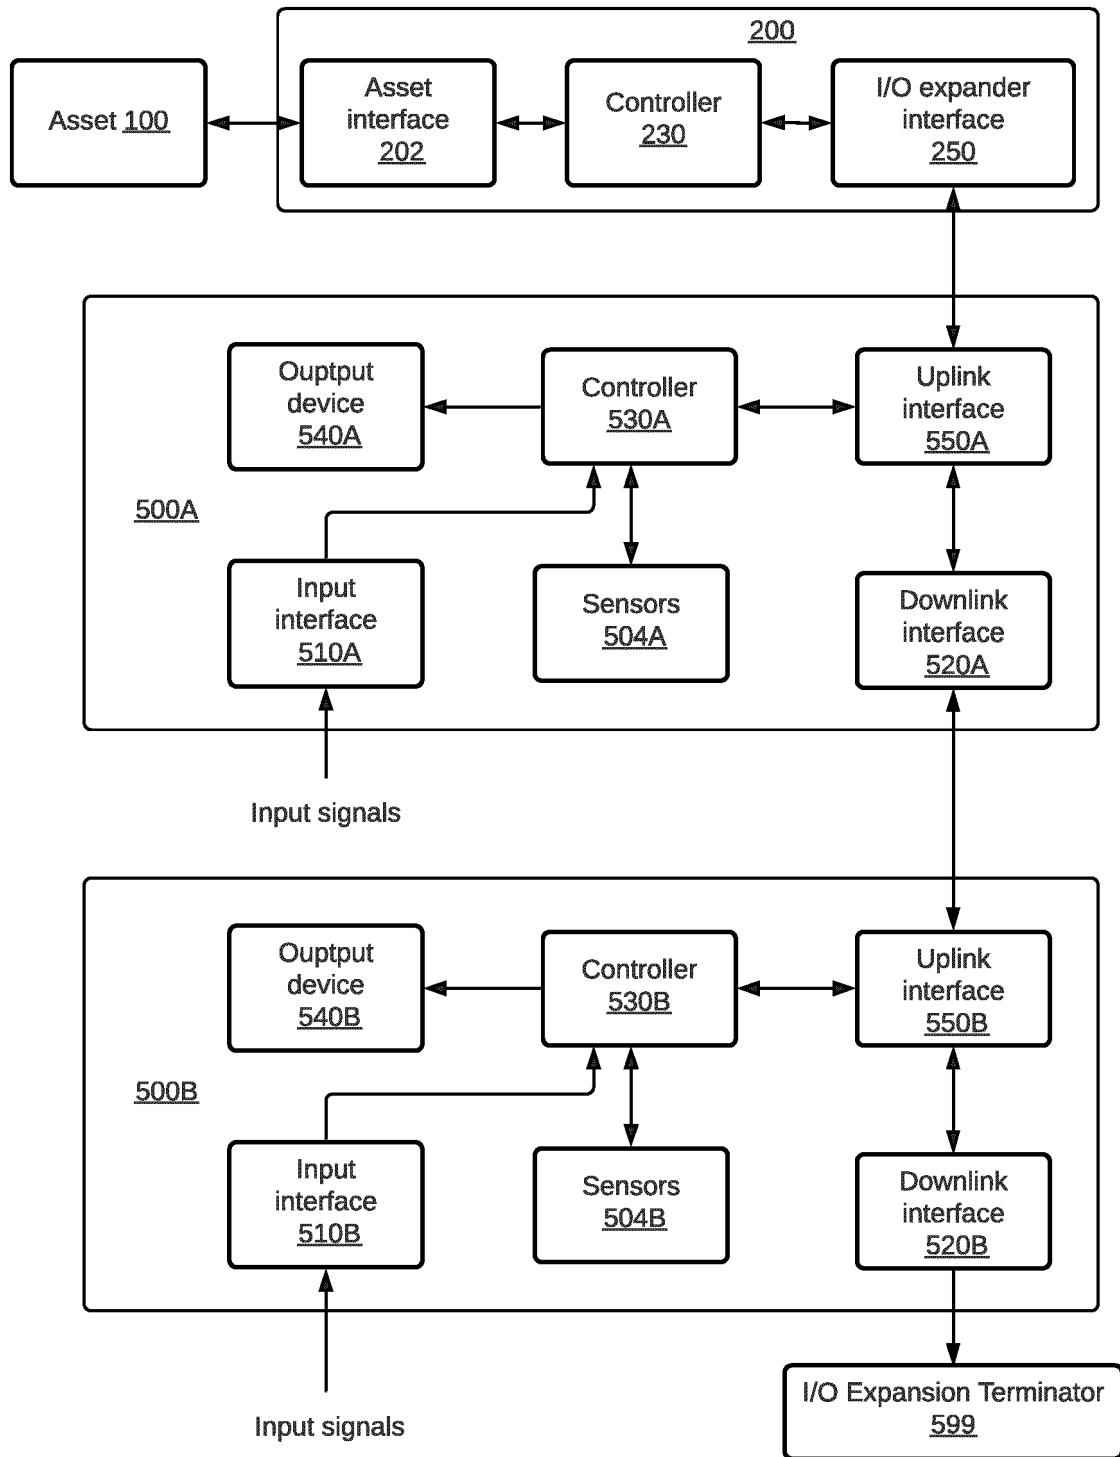 200
Asset 100
Asset
interface
202
Controller
230
I/O expander
interface
250
Ouptput
device
540A
Controller
530A
Uplink
interface
550A
500A
Input
interface
510A
Sensors
504A
Downlink
interface
520A
Input signals
Ouptput
device
540B
Controller
530B
Uplink
interface
550B
500B
Input
interface
510B
Sensors
504B
Downlink
interface
520B
Input signals
I/O Expansion Terminator
599